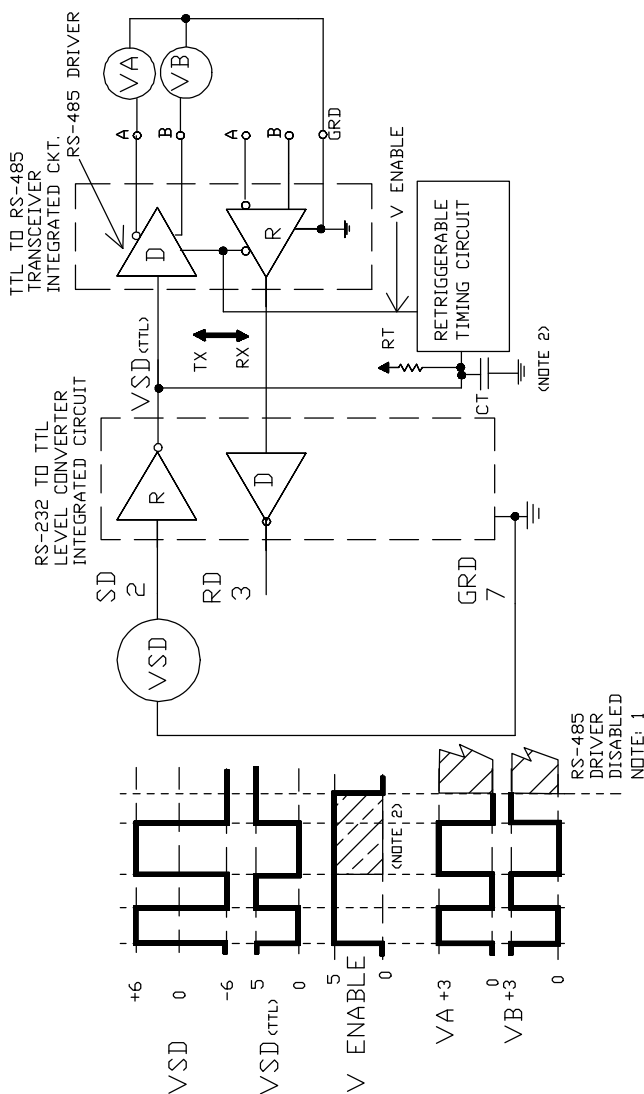 TTL TO RS-485
TRANSCEIVER
INTEGRATED CKT.
RS-485 DRIVER
RS-232 TO TTL
LEVEL CONVERTER
INTEGRATED CIRCUIT
VSD(TTL)
SD
2
R
D
A
B
VA
VB
VSD
TX
RX
RD
3
D
R
A
B
GRD
V ENABLE
RT
CT
RETRIGGERABLE
TIMING CIRCUIT
(NOTE 2)
GRD
7
VSD
+6
0
-6
VSD(TTL)
5
0
V ENABLE
5
0
(NOTE 2)
VA
+3
0
VB
+3
0
RS-485
DRIVER
DISABLED
NOTE: 1